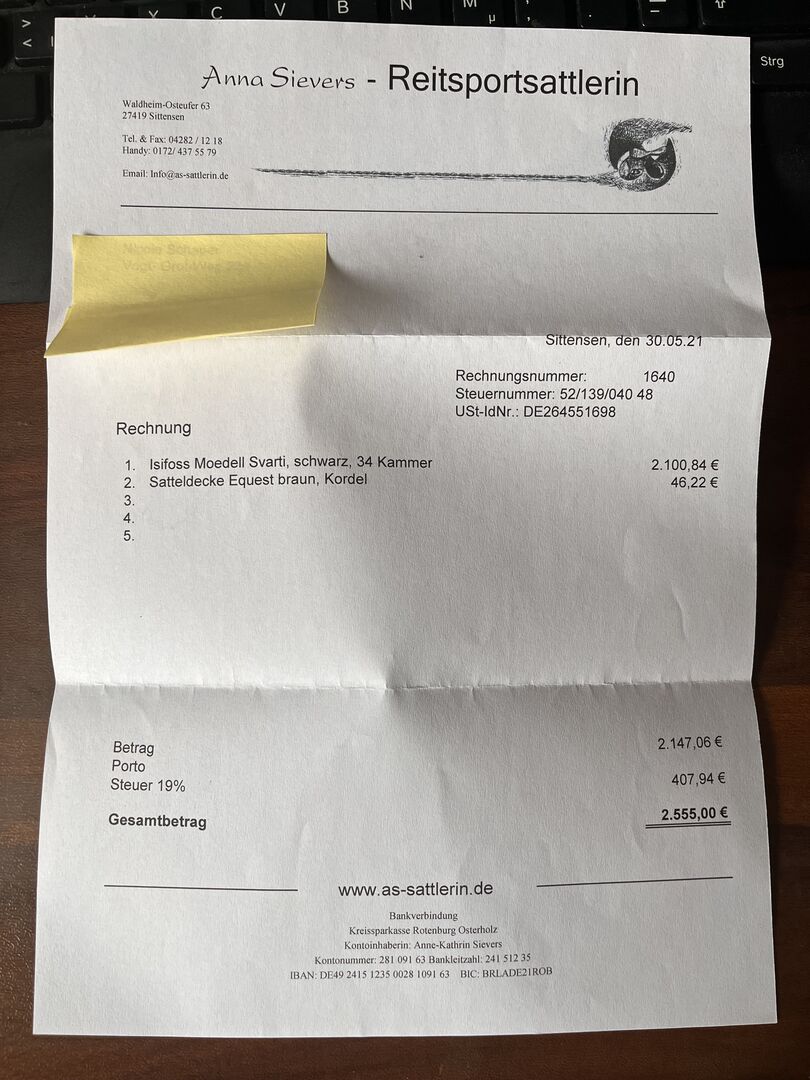 > Y X C V B N M ; :
< µ , .
Strg
Anna Sievers - Reitsportsattlerin
Waldheim-Osteufer 63
27419 Sittensen
Tel. & Fax: 04282 / 12 18
Handy: 0172/ 437 55 79
Email: Info@as-sattlerin.de
Sittensen, den 30.05.21
Rechnungsnummer: 1640
Steuernummer: 52/139/040 48
USt-IdNr.: DE264551698
Rechnung
1. Isifoss Moedell Svarti, schwarz, 34 Kammer 2.100,84 €
2. Satteldecke Equest braun, Kordel 46,22 €
3.
4.
5.
Betrag 2.147,06 €
Porto
Steuer 19% 407,94 €
Gesamtbetrag 2.555,00 €
www.as-sattlerin.de
Bankverbindung
Kreissparkasse Rotenburg Osterholz
Kontoinhaberin: Anne-Kathrin Sievers
Kontonummer: 281 091 63 Bankleitzahl: 241 512 35
IBAN: DE49 2415 1235 0028 1091 63 BIC: BRLADE21ROB